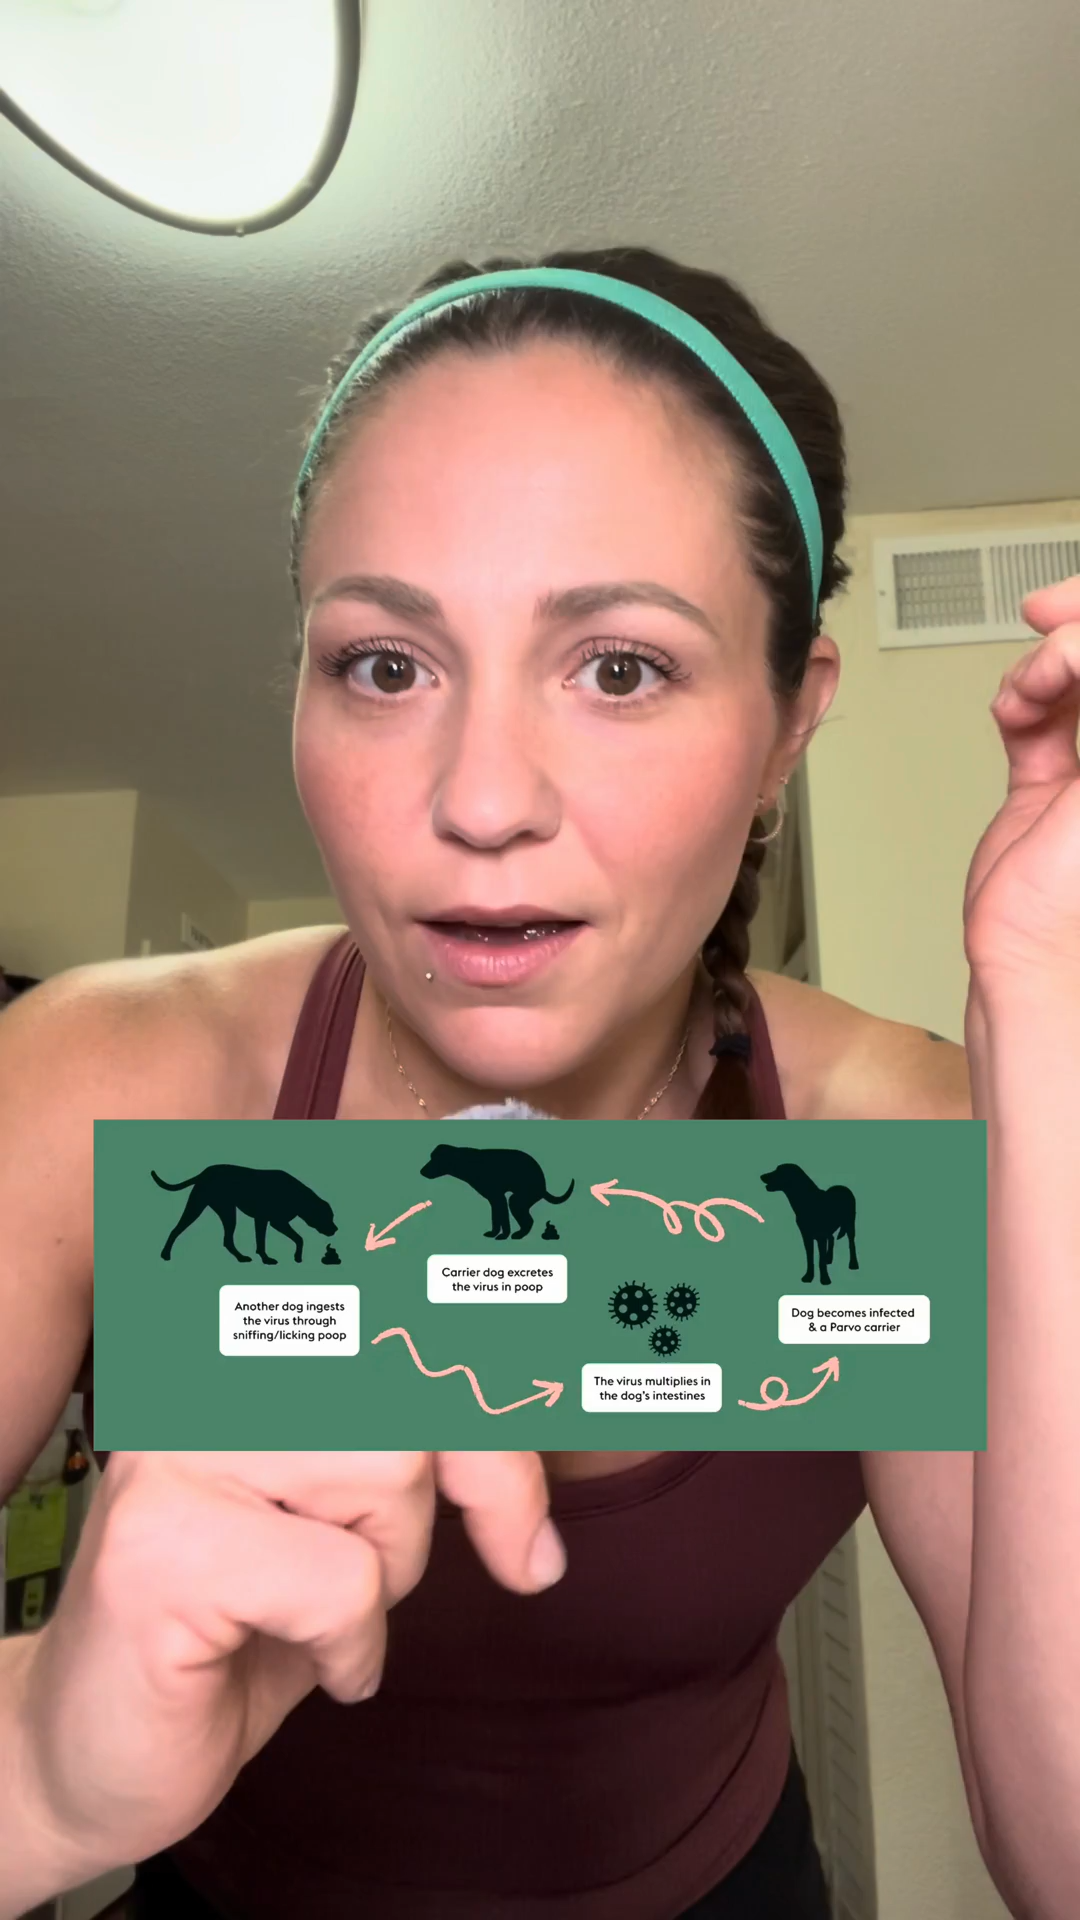 Carrier dog excretes
the virus in poop
Another dog ingests
the virus through
sniffing/licking poop
Dog becomes infected
& a Parvo carrier
The virus multiplies in
the dog's intestines